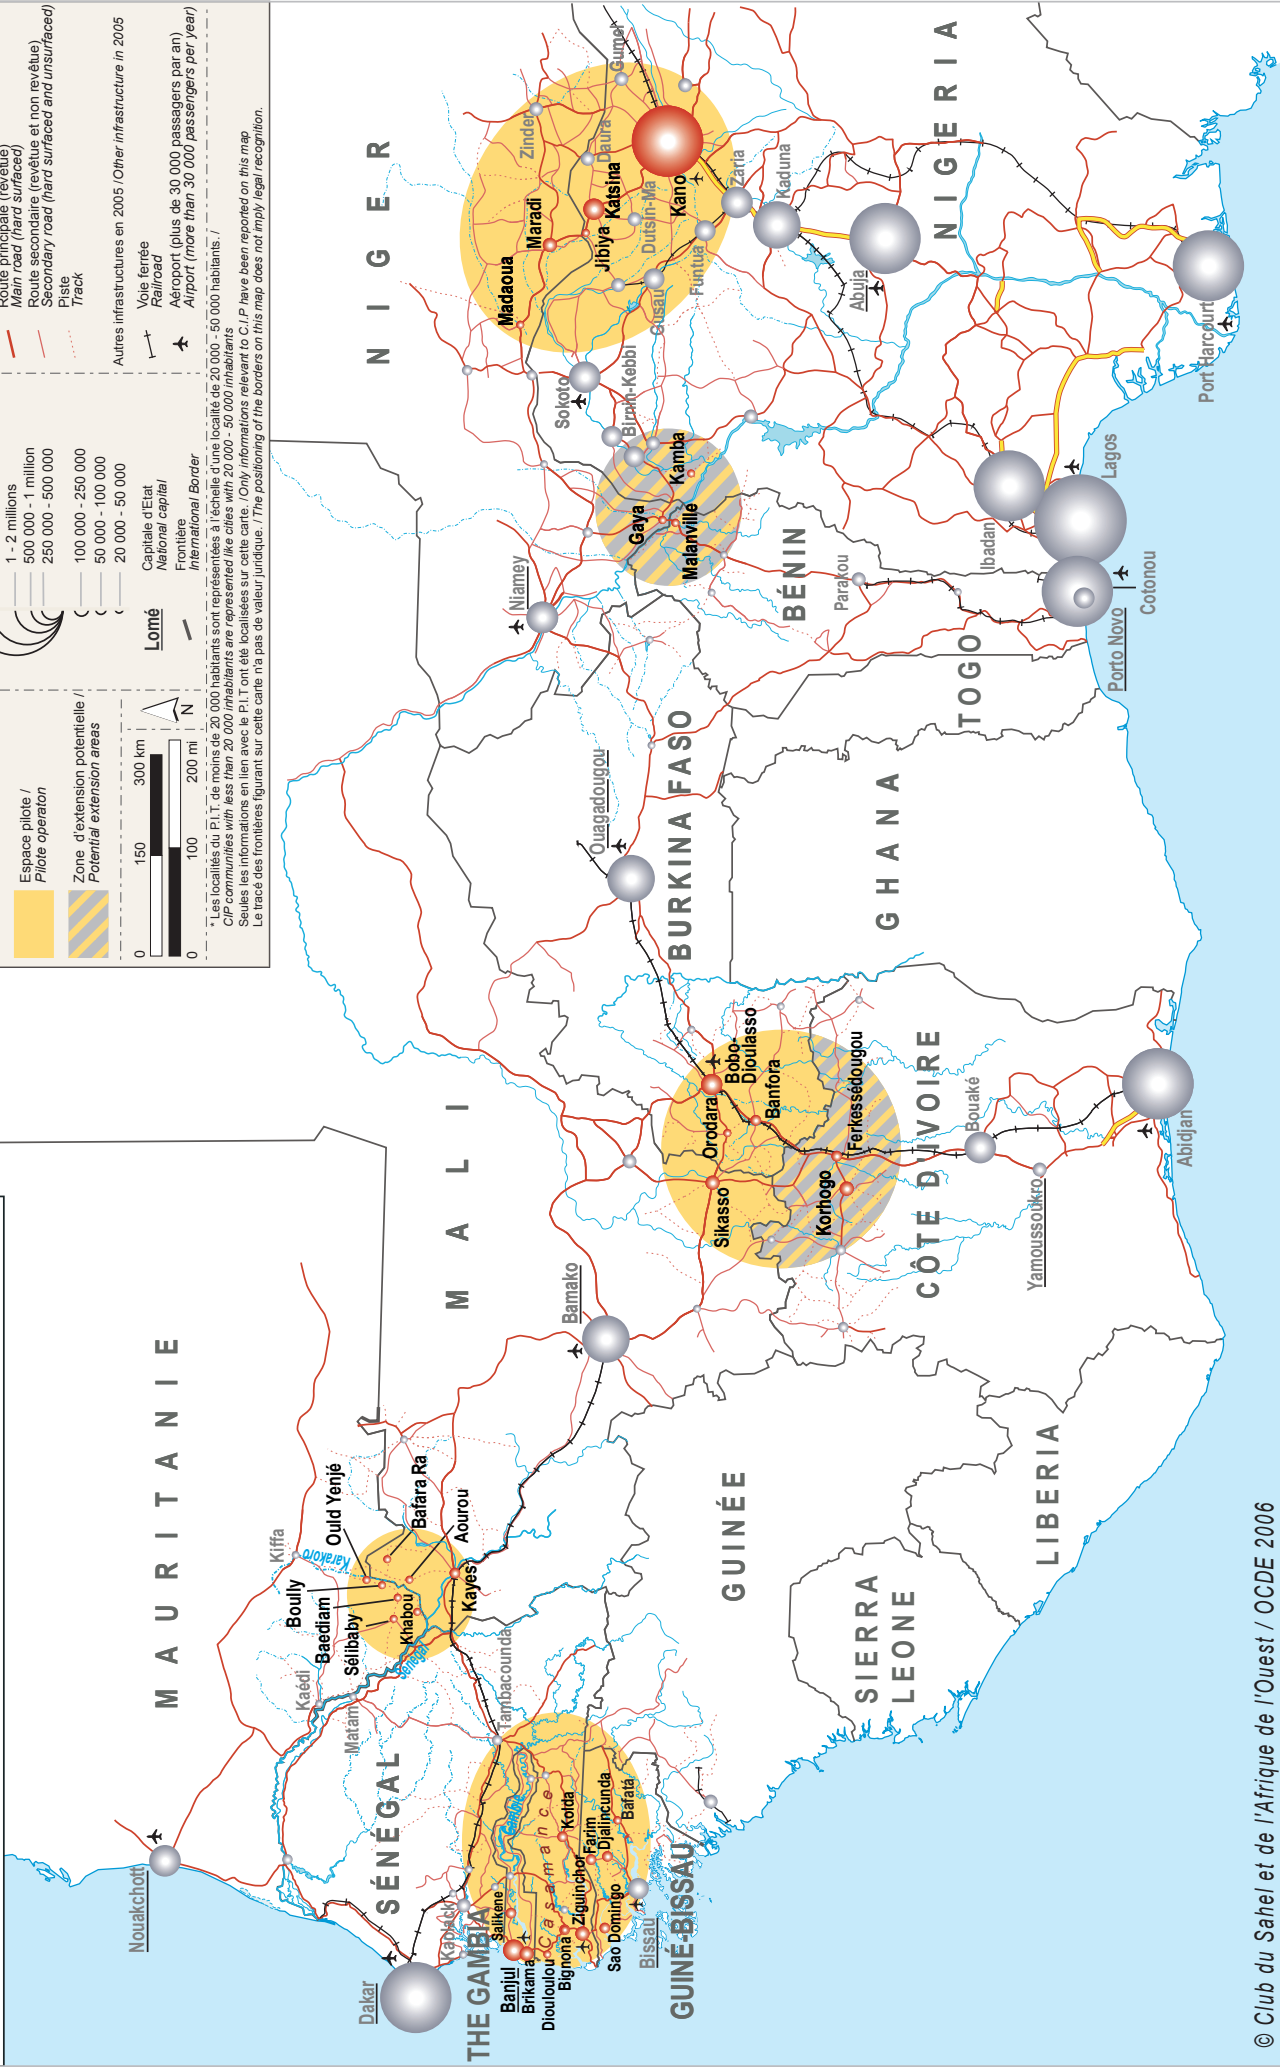 Route principale (revêtue)
Main road (hard surfaced)
Route secondaire (revêtue et non revêtue)
Secondary road (hard surfaced and unsurfaced)
Piste
Track
Autres infrastructures en 2005 / Other infrastructure in 2005
Voie ferrée
Railroad
Aéroport (plus de 30 000 passagers par an)
Airport (more than 30 000 passengers per year)
1 - 2 millions
500 000 - 1 million
250 000 - 500 000
100 000 - 250 000
50 000 - 100 000
20 000 - 50 000
Lomé
Capitale d'Etat
National capital
Frontière
International Border
Espace pilote /
Pilote operaton
Zone d'extension potentielle /
Potential extension areas
0 150 300 km
0 100 200 mi
N
* Les localités du P.I.T. de moins de 20 000 habitants sont représentées à l'échelle d'une localité de 20 000 - 50 000 habitants. /
CIP communities with less than 20 000 inhabitants are represented like cities with 20 000 - 50 000 inhabitants
Seules les informations en lien avec le P.I.T ont été localisées sur cette carte. / Only informations relevant to C.I.P have been reported on this map
Le tracé des frontières figurant sur cette carte n'a pas de valeur juridique. / The positioning of the borders on this map does not imply legal recognition.
MAURITANIE
Nouakchott
Kiffa
Karakoro
Ould Yenjé
Bafara Ra
Aourou
Boully
Baediam
Sélibaby
Khabou
Kayes
Kaédi
Matam
Sénégal
SÉNÉGAL
Dakar
Kaolack
Tambacounda
THE GAMBIA
Gambie
Salikene
Banjul
Brikama
Casamance
Diouloulou
Bignona
Ziguinchor
Kolda
Farim
Djalincunda
Bafatá
Sao Domingo
Bissau
GUINÉ-BISSAU
MALI
Bamako
GUINÉE
SIERRA
LEONE
LIBERIA
Sikasso
Orodara
Bobo-
Dioulasso
Banfora
Ferkessédougou
Korhogo
CÔTE D'IVOIRE
Bouaké
Yamoussoukro
Abidjan
BURKINA FASO
Ouagadougou
GHANA
TOGO
BÉNIN
Parakou
Porto Novo
Cotonou
NIGER
Niamey
Gaya
Malanville
Kamba
Birnin-Kebbi
Sokoto
Madaoua
Maradi
Zinder
Gumel
Daura
Katsina
Jibiya
Dutsin-Ma
Kano
Gusau
Funtua
Zaria
Kaduna
Abuja
NIGERIA
Ibadan
Lagos
Port Harcourt
© Club du Sahel et de l'Afrique de l'Ouest / OCDE 2006